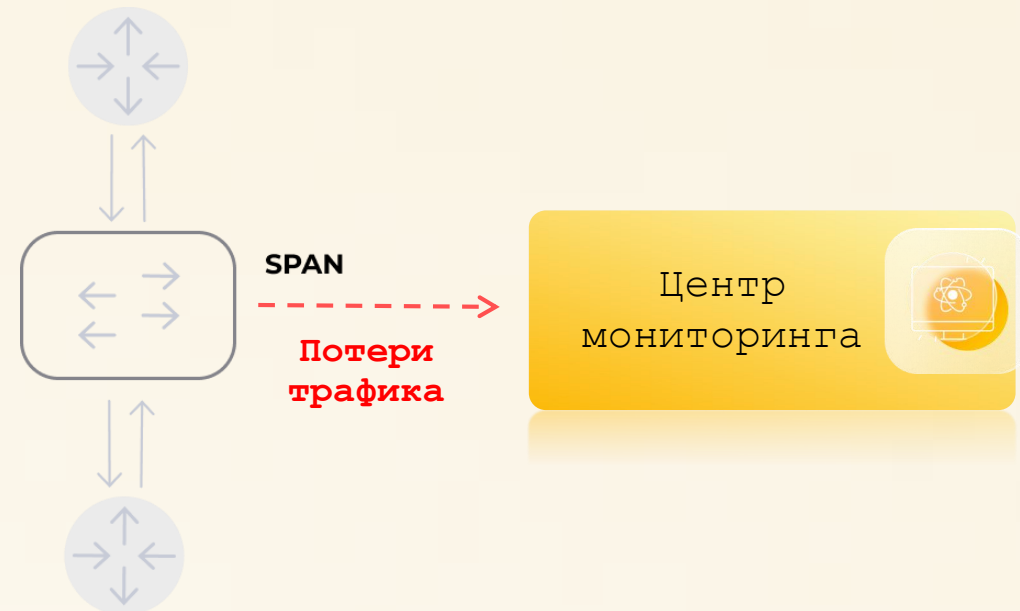 SPAN
Потери
трафика
Центр
мониторинга